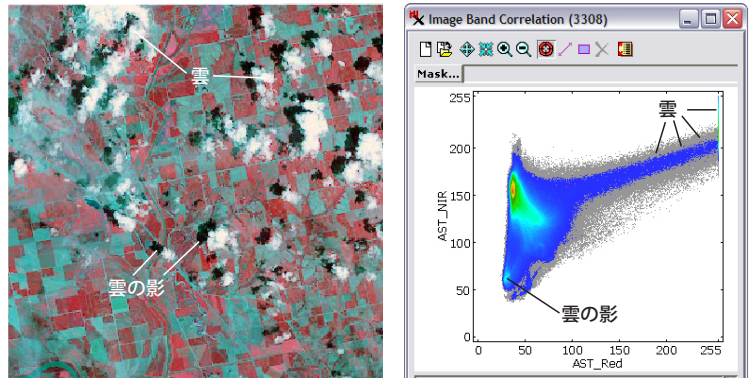 雲
雲の影
Image Band Correlation (3308)
Mask...
255
200
150
100
50
0
AST_NIR
雲
雲の影
0 50 100 150 200 255
AST_Red